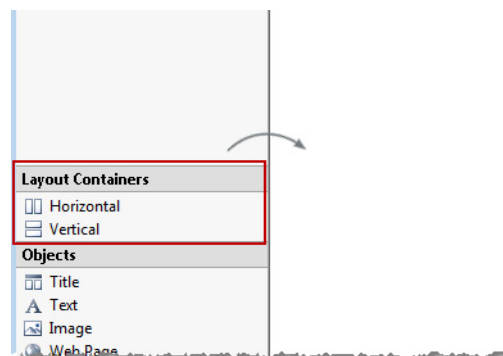 Layout Containers
Horizontal
Vertical
Objects
Title
Text
Image
Web Page